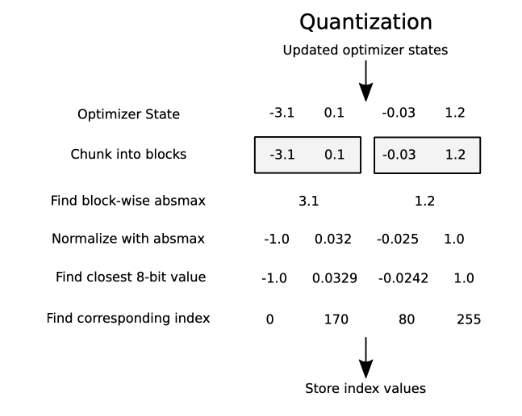 Quantization
Updated optimizer states
Optimizer State -3.1 0.1 -0.03 1.2
Chunk into blocks -3.1 0.1 -0.03 1.2
Find block-wise absmax 3.1 1.2
Normalize with absmax -1.0 0.032 -0.025 1.0
Find closest 8-bit value -1.0 0.0329 -0.0242 1.0
Find corresponding index 0 170 80 255
Store index values